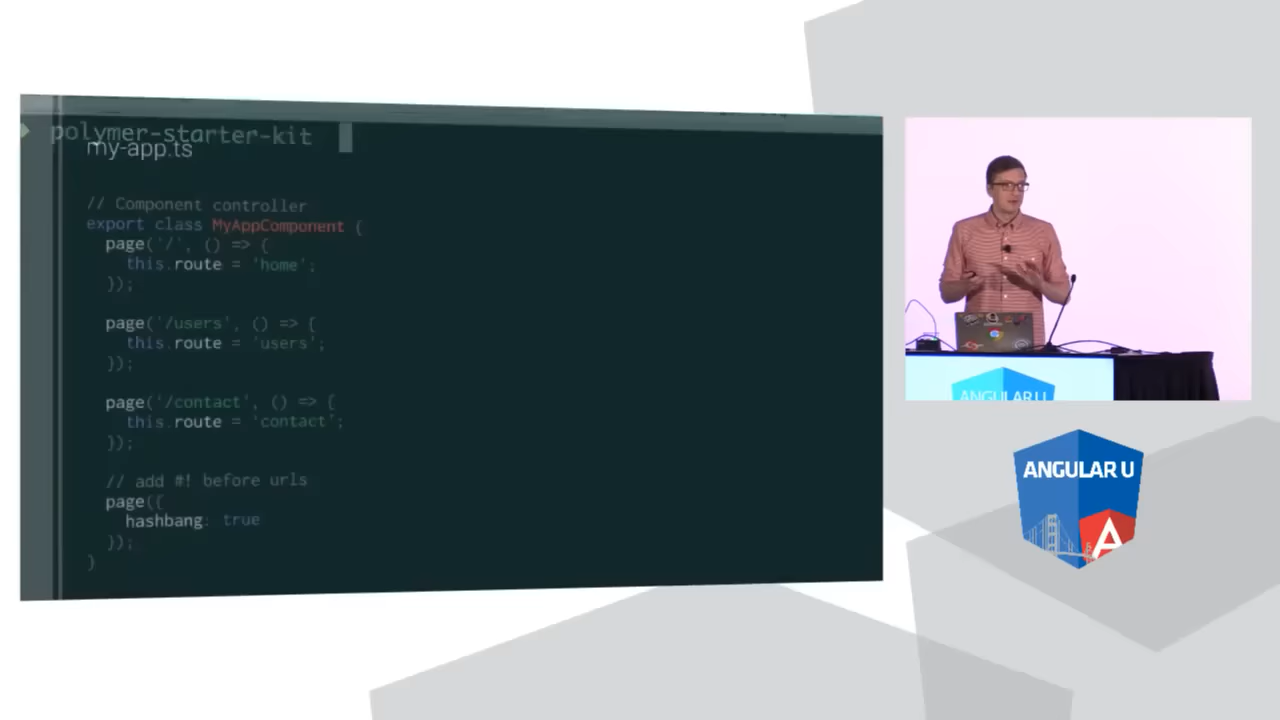 polymer-starter-kit
my-app.ts
// Component controller
export class MyAppComponent {
page('/', () => {
this.route = 'home';
});
page('/users', () => {
this.route = 'users';
});
page('/contact', () => {
this.route = 'contact';
});
// add #! before urls
page({
hashbang: true
});
}
ANGULAR U
ANGULAR U